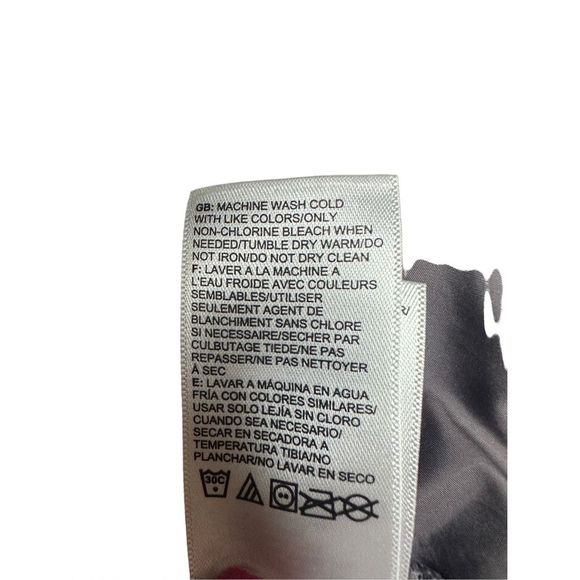 GB: MACHINE WASH COLD
WITH LIKE COLORS/ONLY
NON-CHLORINE BLEACH WHEN
NEEDED/TUMBLE DRY WARM/DO
NOT IRON/DO NOT DRY CLEAN
F: LAVER A LA MACHINE A
L'EAU FROIDE AVEC COULEURS
SEMBLABLES/UTILISER
SEULEMENT AGENT DE
BLANCHIMENT SANS CHLORE
SI NECESSAIRE/SECHER PAR
CULBUTAGE TIEDE/NE PAS
REPASSER/NE PAS NETTOYER
À SEC
E: LAVAR A MÁQUINA EN AGUA
FRÍA CON COLORES SIMILARES/
USAR SOLO LEJÍA SIN CLORO
CUANDO SEA NECESARIO/
SECAR EN SECADORA A
TEMPERATURA TIBIA/NO
PLANCHAR/NO LAVAR EN SECO
30C
R/